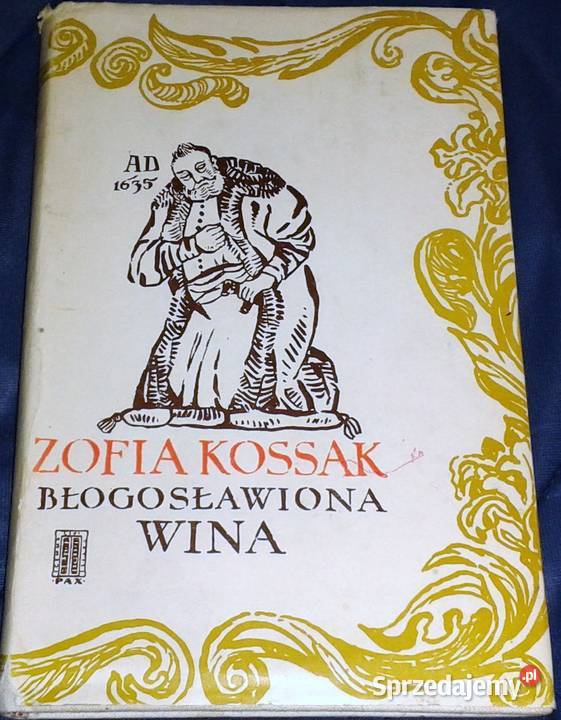 AD
1635
ZOFIA KOSSAK
BŁOGOSŁAWIONA
WINA
PAX
Sprzedajemy.pl